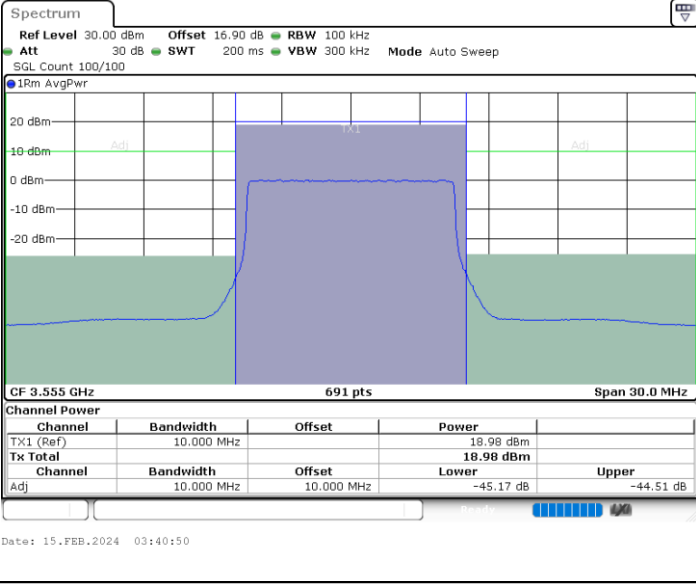 Spectrum
Ref Level 30.00 dBm Offset 16.90 dB RBW 100 kHz
Att 30 dB SWT 200 ms VBW 300 kHz Mode Auto Sweep
SGL Count 100/100
1Rm AvgPwr
20 dBm
TX1
Adj
Adj
10 dBm
0 dBm
-10 dBm
-20 dBm
CF 3.555 GHz 691 pts Span 30.0 MHz
Channel Power
Channel Bandwidth Offset Power
TX1 (Ref) 10.000 MHz 18.98 dBm
Tx Total 18.98 dBm
Channel Bandwidth Offset Lower Upper
Adj 10.000 MHz 10.000 MHz -45.17 dB -44.51 dB
Ready
Date: 15.FEB.2024 03:40:50